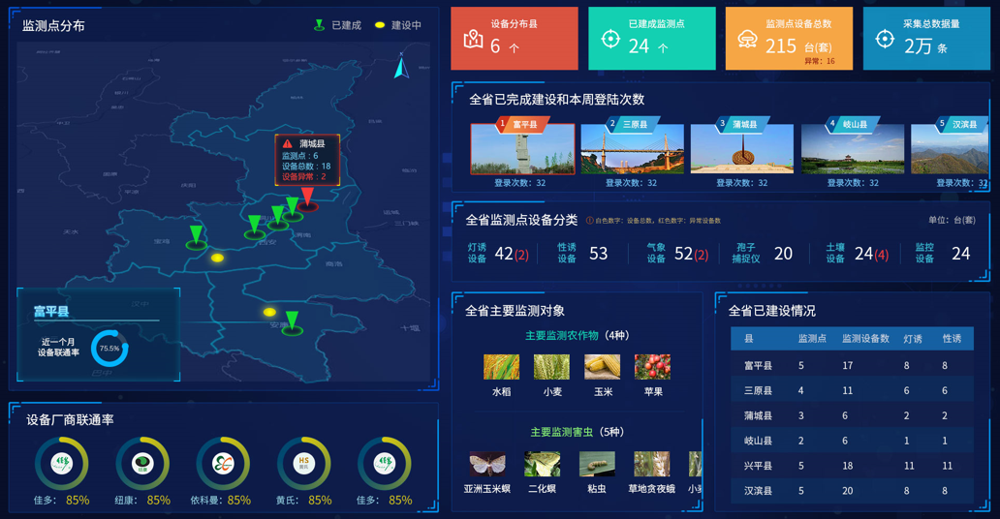 监测点分布
已建成
建设中
蒲城县
监测点：6
设备总数：18
设备异常：2
富平县
近一个月
设备联通率
75.5%
设备厂商联通率
佳多： 85%
纽康： 85%
依科曼： 85%
黄氏： 85%
佳多： 85%
设备分布县
6 个
已建成监测点
24 个
监测点设备总数
215 台(套)
异常：16
采集总数据量
2万 条
全省已完成建设和本周登陆次数
1 富平县
2 三原县
3 蒲城县
4 岐山县
5 汉滨县
登录次数：32
登录次数：32
登录次数：32
登录次数：32
登录次数：32
全省监测点设备分类
白色数字：设备总数，红色数字：异常设备数
单位：台(套)
灯诱设备 42(2)
性诱设备 53
气象设备 52(2)
孢子捕捉仪 20
土壤设备 24(4)
监控设备 24
全省主要监测对象
主要监测农作物（4种）
水稻 小麦 玉米 苹果
主要监测害虫（5种）
亚洲玉米螟 二化螟 粘虫 草地贪夜蛾
全省已建设情况
县 监测点 监测设备数 灯诱 性诱
富平县 5 17 8 8
三原县 4 11 6 6
蒲城县 3 6 2 2
岐山县 2 6 1 1
兴平县 5 18 11 11
汉滨县 5 20 8 8